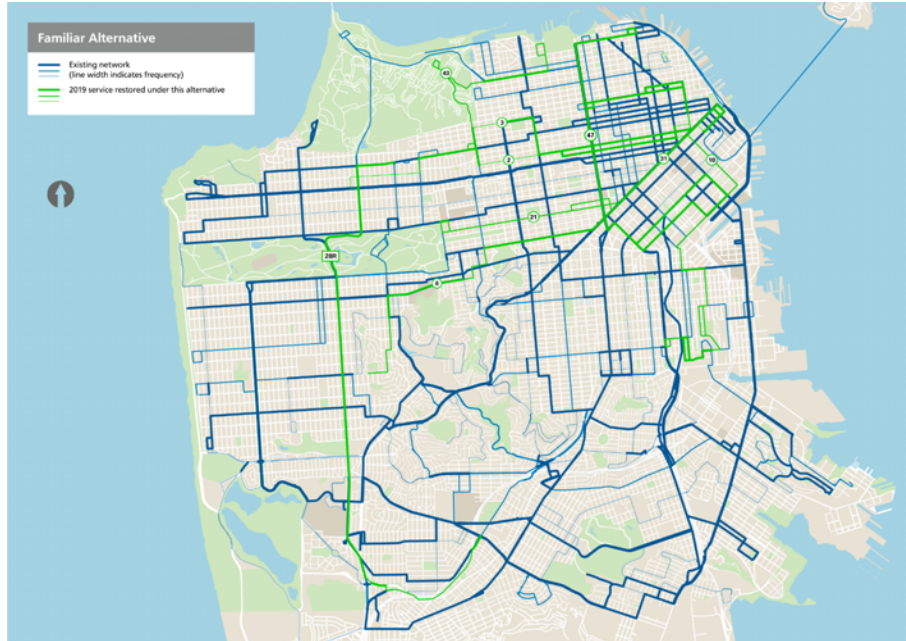 Familiar Alternative
Existing network
(line width indicates frequency)
2019 service restored under this alternative
43
3
47
2
31
10
21
28R
6